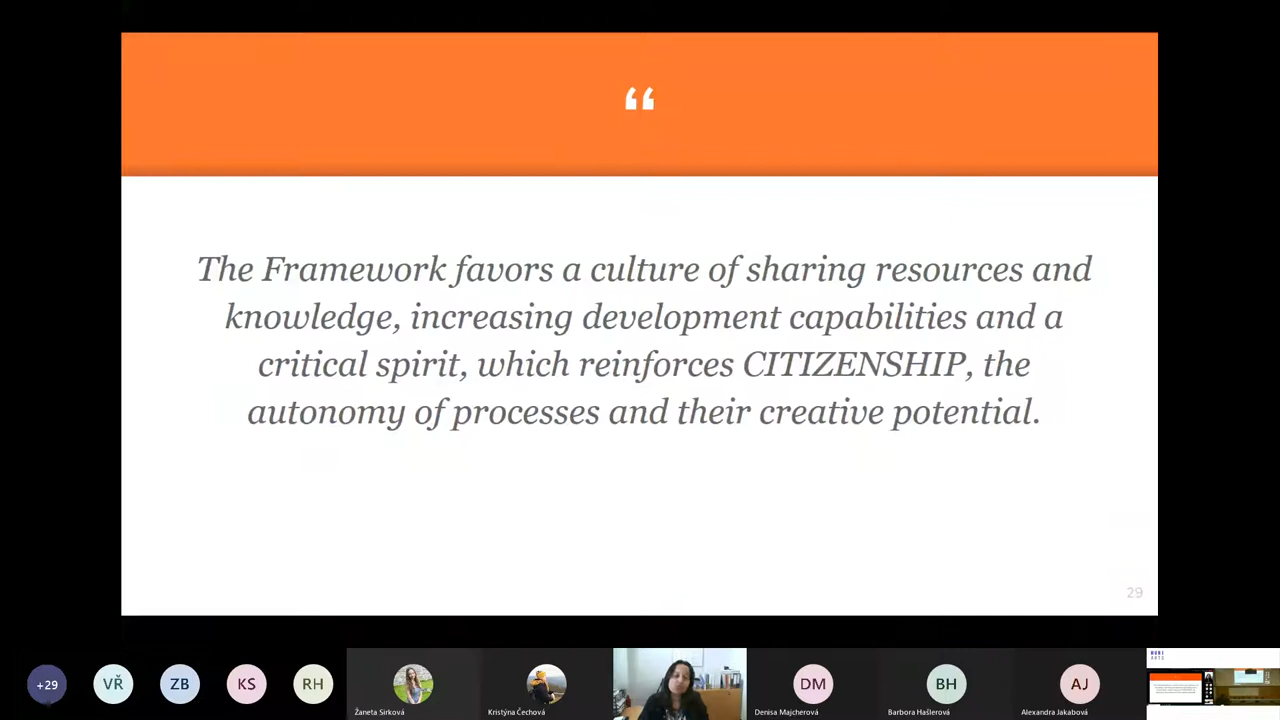 “
The Framework favors a culture of sharing resources and
knowledge, increasing development capabilities and a
critical spirit, which reinforces CITIZENSHIP, the
autonomy of processes and their creative potential.
29
+29
VŘ
ZB
KS
RH
Žaneta Sirková
Kristýna Čechová
DM
Denisa Majcherová
BH
Barbora Hašlerová
AJ
Alexandra Jakabová
MUNI
ARTS